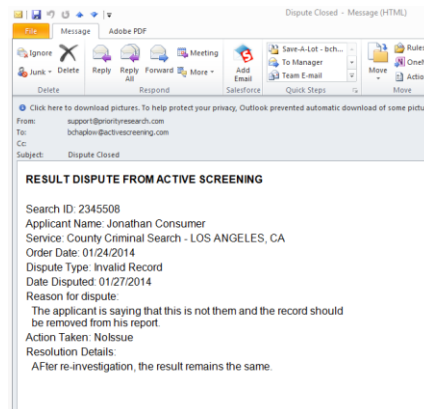 Dispute Closed - Message (HTML)
File Message Adobe PDF
Ignore
Junk
Delete
Reply
Reply All
Forward
Meeting
More
Add Email
Save-A-Lot - bch...
To Manager
Team E-mail
Move
Rules
OneN
Actio
Delete Respond Salesforce Quick Steps Move
Click here to download pictures. To help protect your privacy, Outlook prevented automatic download of some pictu
From: support@priorityresearch.com
To: bchaplow@activescreening.com
Cc:
Subject: Dispute Closed
RESULT DISPUTE FROM ACTIVE SCREENING
Search ID: 2345508
Applicant Name: Jonathan Consumer
Service: County Criminal Search - LOS ANGELES, CA
Order Date: 01/24/2014
Dispute Type: Invalid Record
Date Disputed: 01/27/2014
Reason for dispute:
The applicant is saying that this is not them and the record should
be removed from his report.
Action Taken: NoIssue
Resolution Details:
AFter re-investigation, the result remains the same.